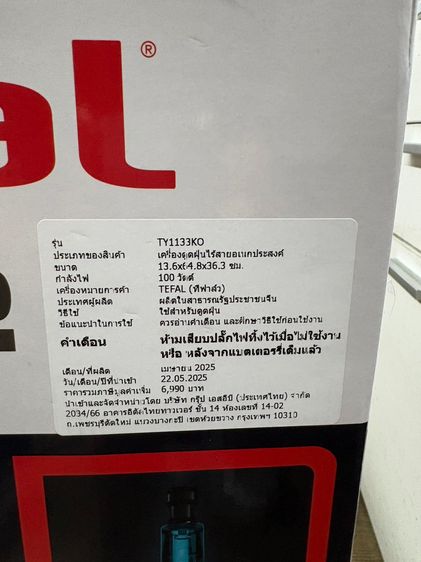 al®
รุ่น TY1133KO
ประเภทของสินค้า เครื่องดูดฝุ่นไร้สายอเนกประสงค์
ขนาด 13.6x64.8x36.3 ซม.
กำลังไฟ 100 วัตต์
เครื่องหมายการค้า TEFAL (ทีฟาล์ว)
ประเทศผู้ผลิต ผลิตในสาธารณรัฐประชาชนจีน
วิธีใช้ ใช้สำหรับดูดฝุ่น
ข้อแนะนำในการใช้ ควรอ่านคำเตือน และศึกษาวิธีใช้ก่อนใช้งาน
คำเตือน ห้ามเสียบปลั๊กไฟทิ้งไว้เมื่อไม่ใช้งาน
หรือ หลังจากแบตเตอรรี่เต็มแล้ว
เดือน/ที่ผลิต เมษายน 2025
วัน/เดือน/ปีที่นำเข้า 22.05.2025
ราคารวมภาษีมูลค่าเพิ่ม 6,990 บาท
นำเข้าและจัดจำหน่ายโดย บริษัท กรุ๊ป เอสอีบี (ประเทศไทย) จำกัด
2034/66 อาคารอิตัลไทยทาวเวอร์ ชั้น 14 ห้องเลขที่ 14-02
ถ.เพชรบุรีตัดใหม่ แขวงบางกะปิ เขตห้วยขวาง กรุงเทพฯ 10310